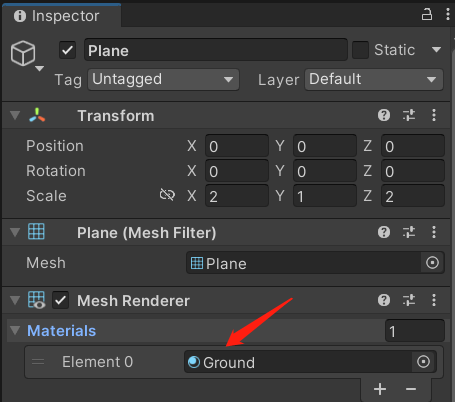 Inspector
Plane Static
Tag Untagged Layer Default
Transform
Position X 0 Y 0 Z 0
Rotation X 0 Y 0 Z 0
Scale X 2 Y 1 Z 2
Plane (Mesh Filter)
Mesh Plane
Mesh Renderer
Materials 1
Element 0 Ground